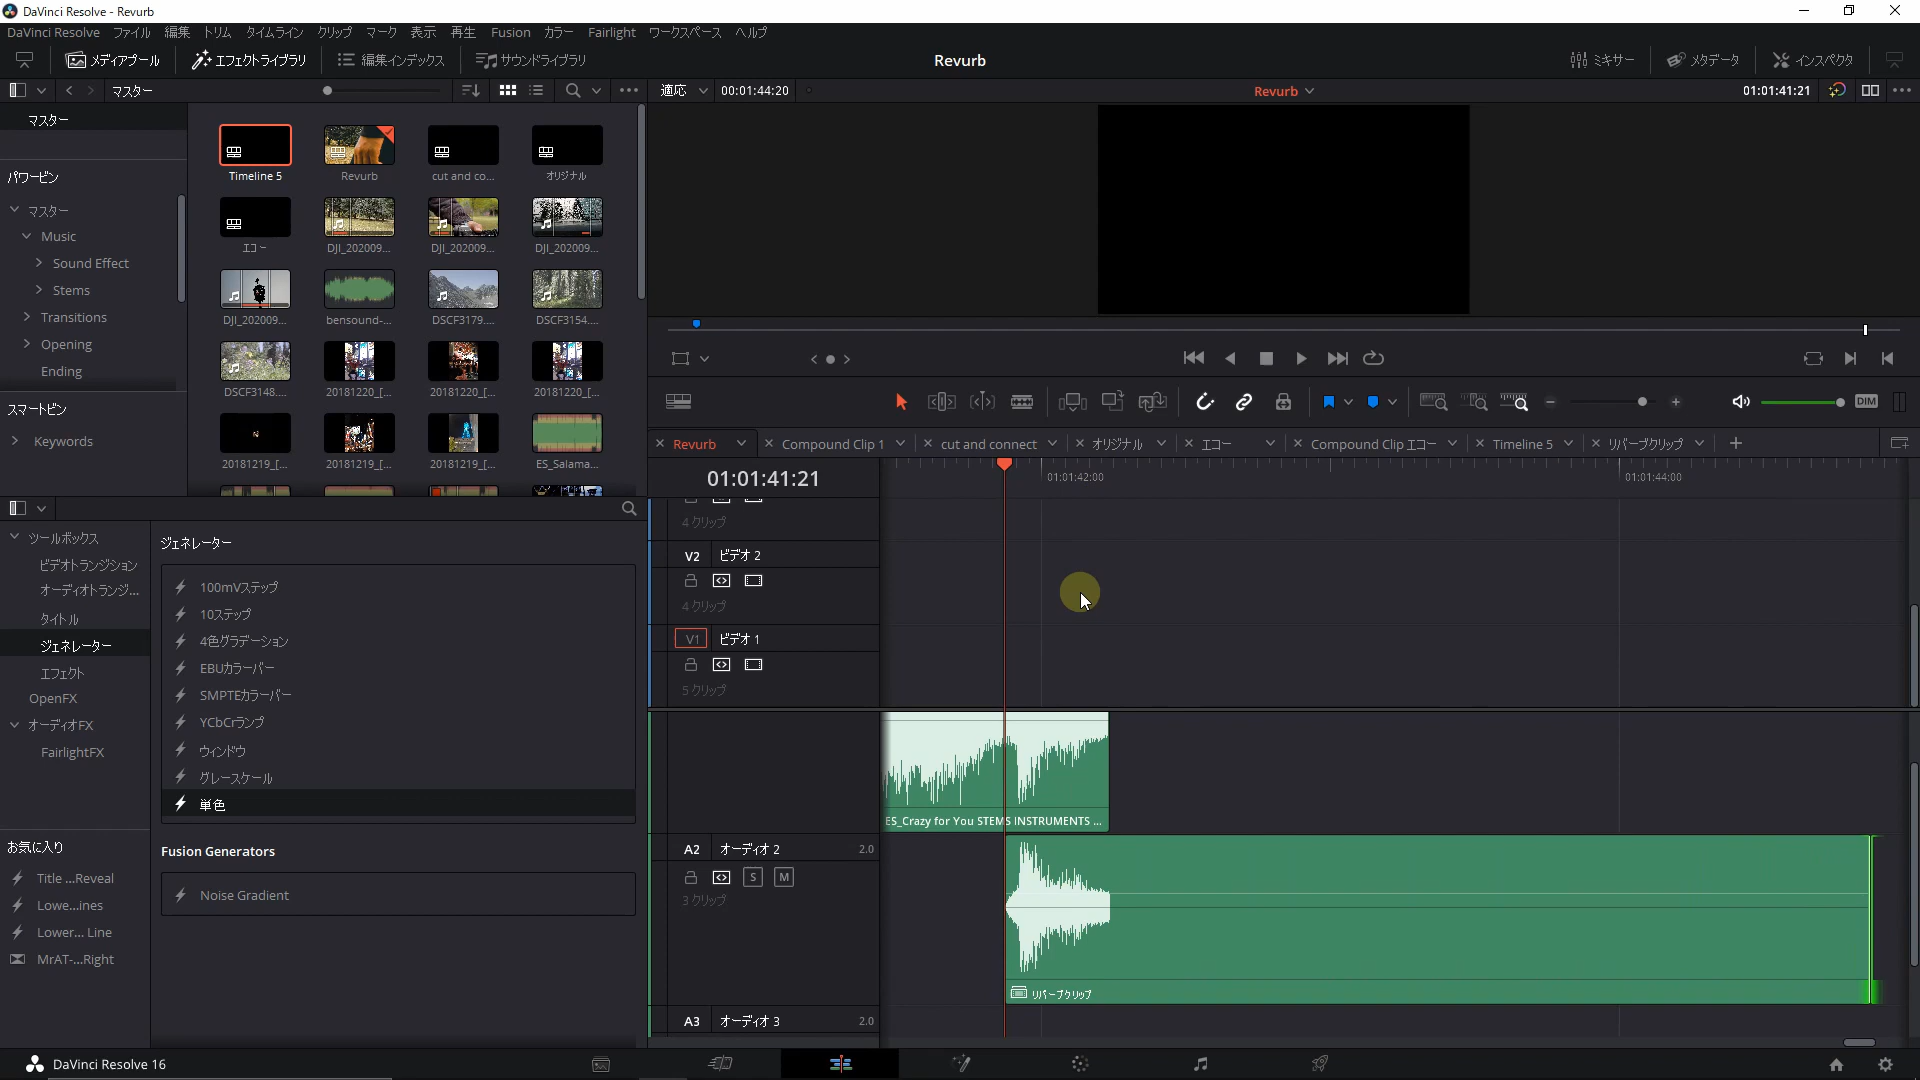 DaVinci Resolve - Revurb
DaVinci Resolve ファイル 編集 トリム タイムライン クリップ マーク 表示 再生 Fusion カラー Fairlight ワークスペース ヘルプ
メディアプール エフェクトライブラリ 編集インデックス サウンドライブラリ Revurb ミキサー メタデータ インスペクタ
マスター 適応 00:01:44:20 Revurb 01:01:41:21
マスター
パワービン
マスター
Music
Sound Effect
Stems
Transitions
Opening
Ending
スマートビン
Keywords
Timeline 5 Revurb cut and co... オリジナル
エコー DJI_202009... DJI_202009... DJI_202009...
DJI_202009... bensound-... DSCF3179.... DSCF3154....
DSCF3148.... 20181220_[... 20181220_[... 20181220_[...
20181219_[... 20181219_[... 20181219_[... ES_Salama...
DIM
Revurb Compound Clip 1 cut and connect オリジナル エコー Compound Clip エコー Timeline 5 リバーブクリップ
01:01:41:21 01:01:42:00 01:01:44:00
4 クリップ
V2 ビデオ 2
4 クリップ
V1 ビデオ 1
5 クリップ
ES_Crazy for You STEMS INSTRUMENTS ...
A2 オーディオ 2 2.0
S M
3 クリップ
リバーブクリップ
A3 オーディオ 3 2.0
ツールボックス
ビデオトランジション
オーディオトランジ...
タイトル
ジェネレーター
エフェクト
OpenFX
オーディオFX
FairlightFX
お気に入り
Title ...Reveal
Lowe...ines
Lower... Line
MrAT-...Right
ジェネレーター
100mVステップ
10ステップ
4色グラデーション
EBUカラーバー
SMPTEカラーバー
YCbCrランプ
ウィンドウ
グレースケール
単色
Fusion Generators
Noise Gradient
DaVinci Resolve 16